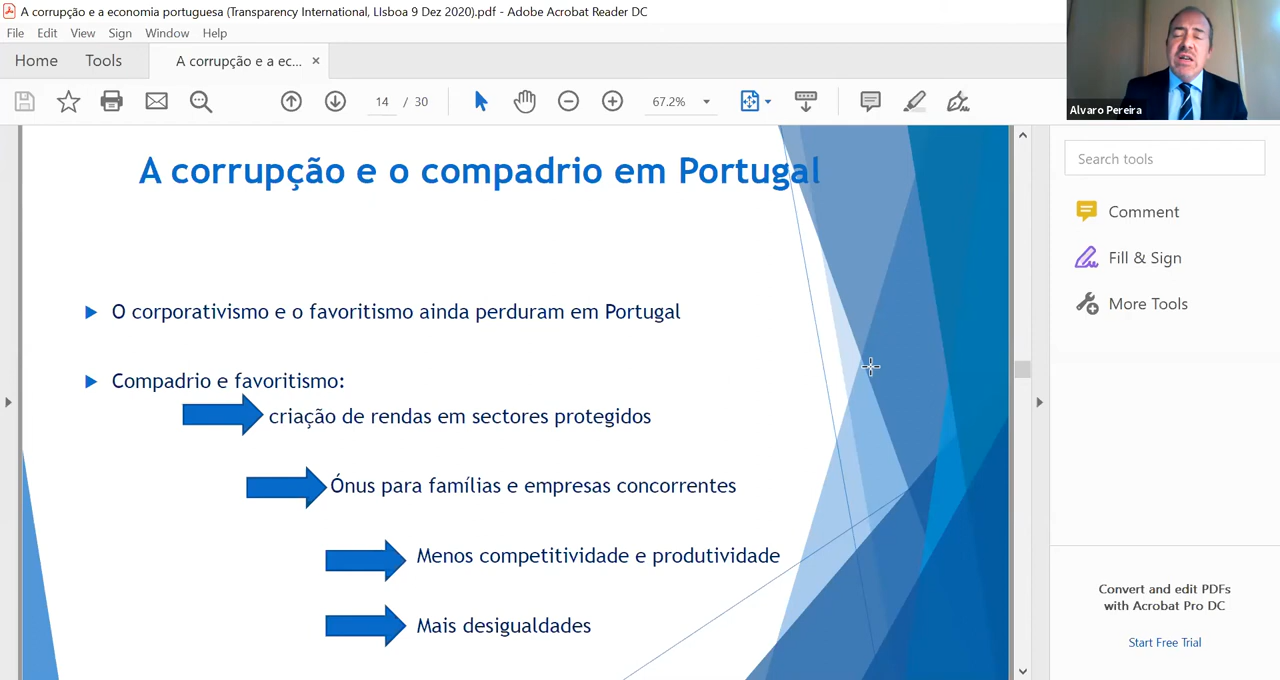 A corrupção e a economia portuguesa (Transparency International, LIsboa 9 Dez 2020).pdf - Adobe Acrobat Reader DC
File Edit View Sign Window Help
Home Tools A corrupção e a ec... ×
14 / 30 67.2%
Alvaro Pereira
A corrupção e o compadrio em Portugal
O corporativismo e o favoritismo ainda perduram em Portugal
Compadrio e favoritismo:
criação de rendas em sectores protegidos
Ónus para famílias e empresas concorrentes
Menos competitividade e produtividade
Mais desigualdades
Search tools
Comment
Fill & Sign
More Tools
Convert and edit PDFs
with Acrobat Pro DC
Start Free Trial